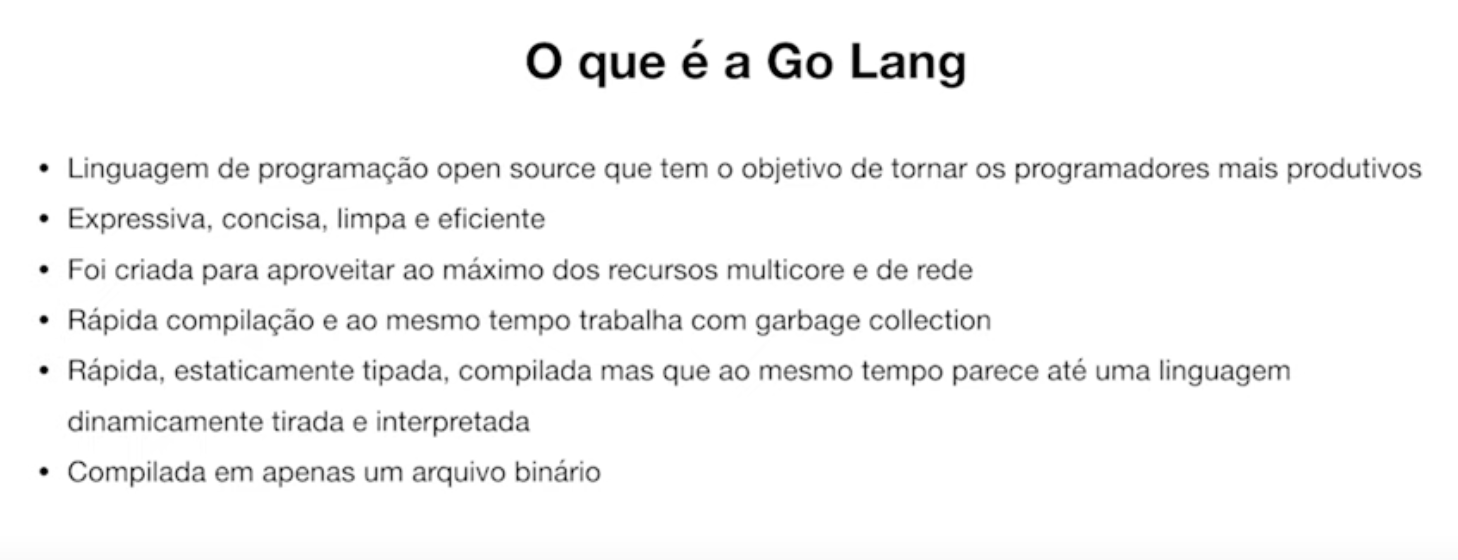 O que é a Go Lang
• Linguagem de programação open source que tem o objetivo de tornar os programadores mais produtivos
• Expressiva, concisa, limpa e eficiente
• Foi criada para aproveitar ao máximo dos recursos multicore e de rede
• Rápida compilação e ao mesmo tempo trabalha com garbage collection
• Rápida, estaticamente tipada, compilada mas que ao mesmo tempo parece até uma linguagem
dinamicamente tirada e interpretada
• Compilada em apenas um arquivo binário